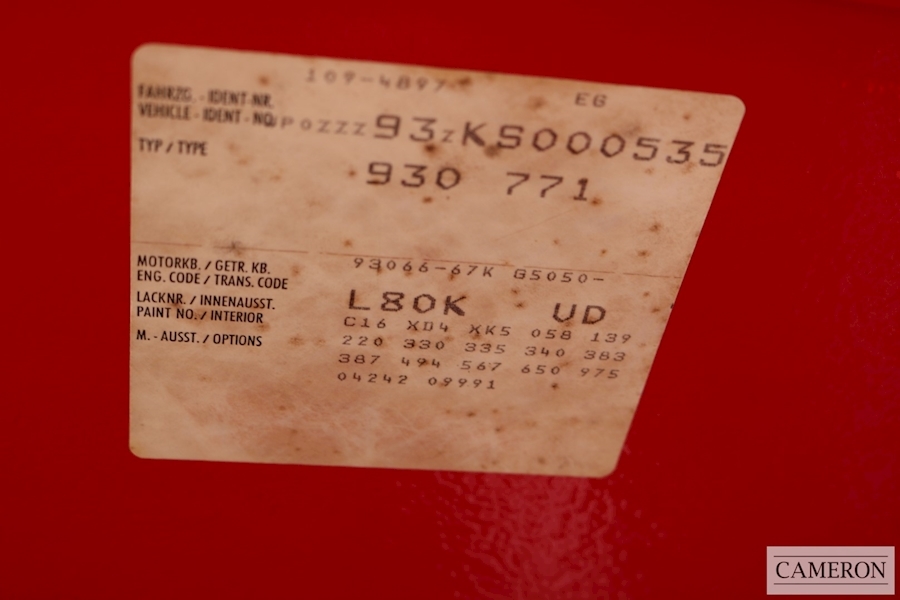 109-4897
EG
FAHRZG. - IDENT-NR.
VEHICLE - IDENT - NO. WP0ZZZ93ZKS000535
TYP / TYPE 930 771
MOTORKB. / GETR. KB. 93066-67K G5050-
ENG. CODE / TRANS. CODE
LACKNR. / INNENAUSST. L80K UD
PAINT NO. / INTERIOR C16 XD4 XK5 058 139
M. - AUSST. / OPTIONS 220 330 335 340 383
387 494 567 650 975
04242 09991
CAMERON